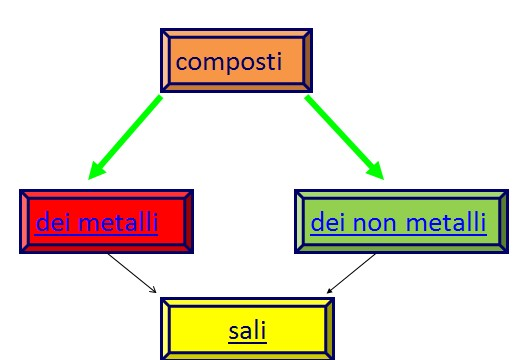 composti
dei metalli
dei non metalli
sali